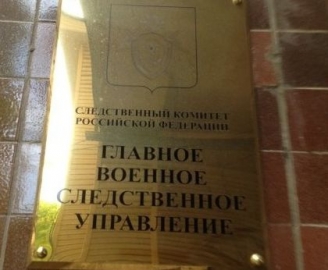 СЛЕДСТВЕННЫЙ КОМИТЕТ
РОССИЙСКОЙ ФЕДЕРАЦИИ
ГЛАВНОЕ
ВОЕННОЕ
СЛЕДСТВЕННОЕ
УПРАВЛЕНИЕ